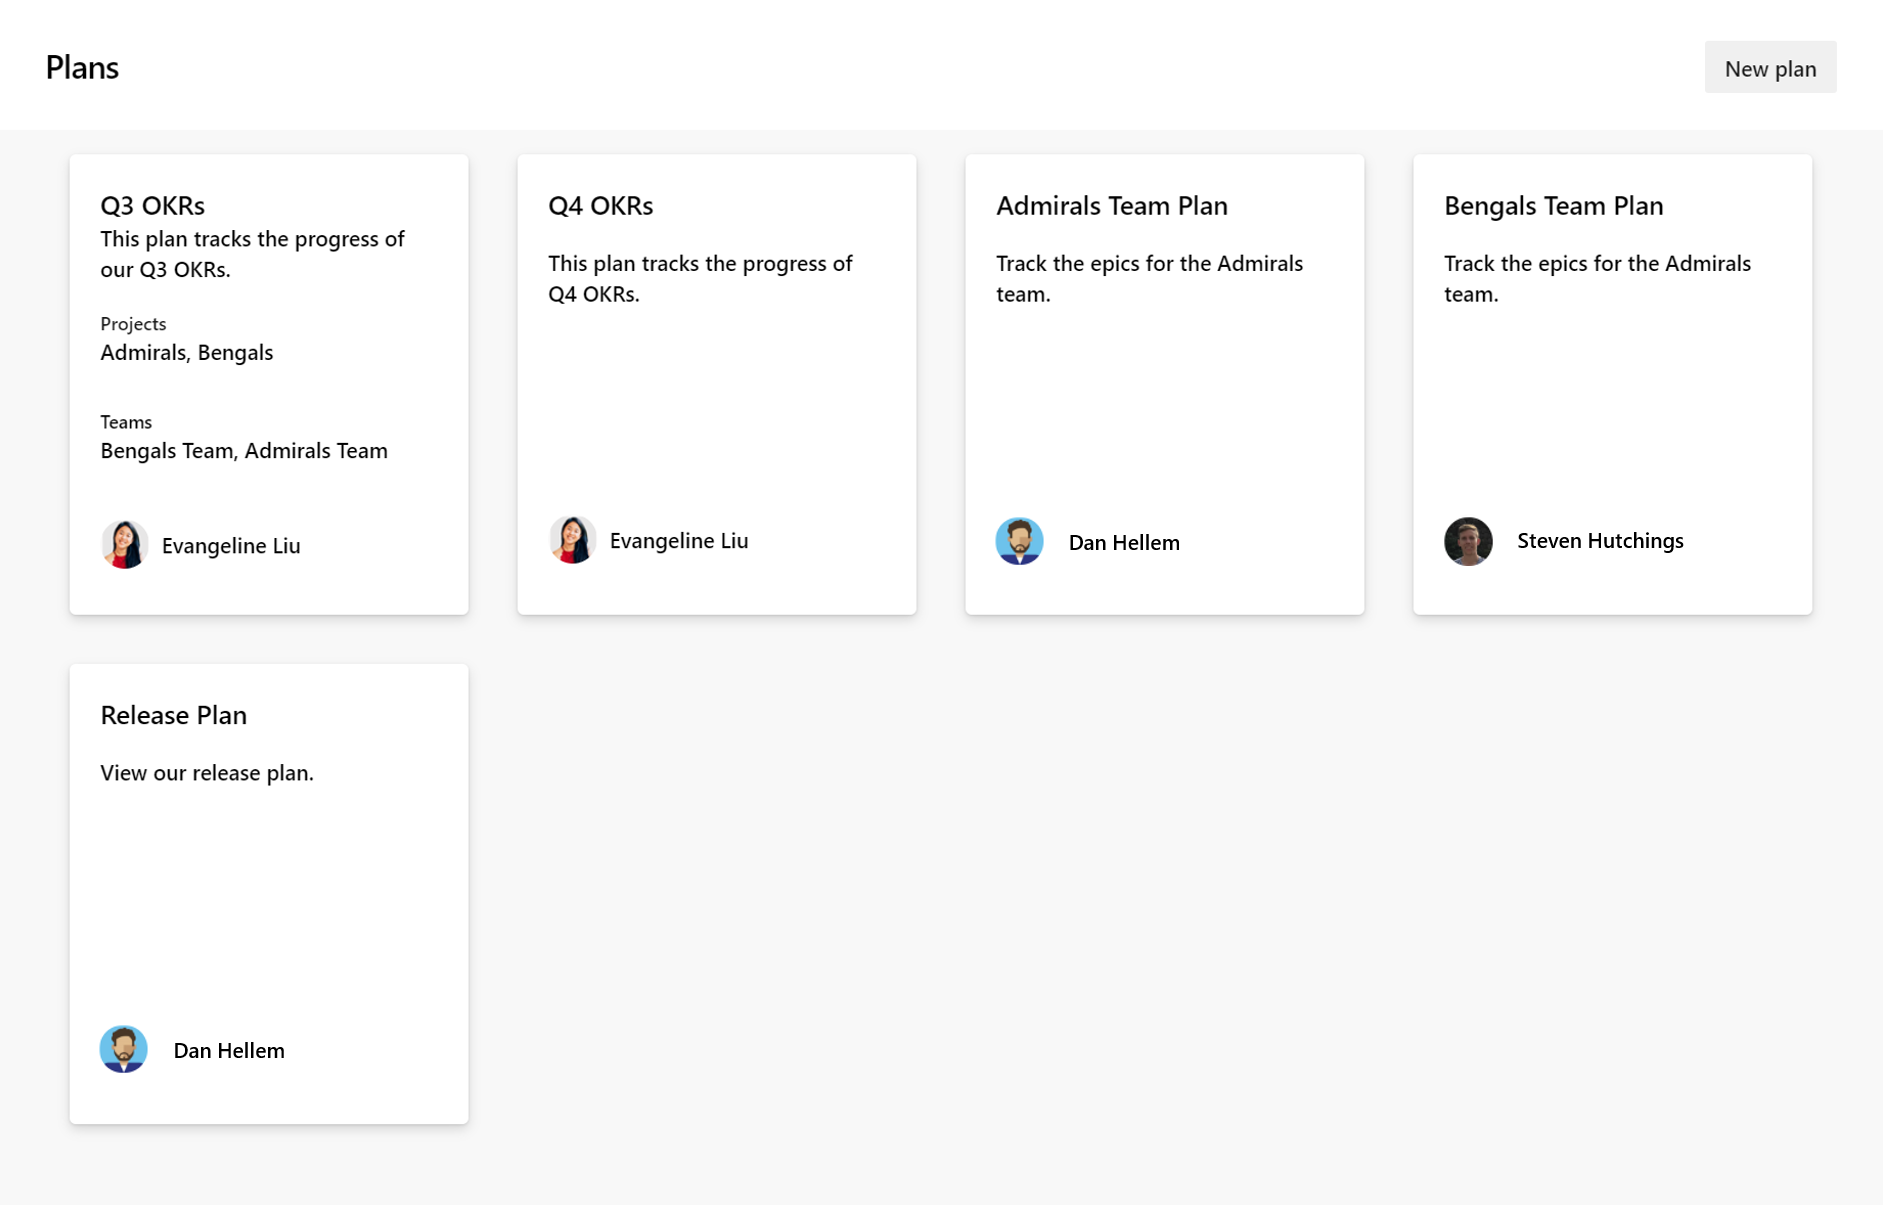 Plans
New plan
Q3 OKRs
This plan tracks the progress of
our Q3 OKRs.
Projects
Admirals, Bengals
Teams
Bengals Team, Admirals Team
Evangeline Liu
Q4 OKRs
This plan tracks the progress of
Q4 OKRs.
Evangeline Liu
Admirals Team Plan
Track the epics for the Admirals
team.
Dan Hellem
Bengals Team Plan
Track the epics for the Admirals
team.
Steven Hutchings
Release Plan
View our release plan.
Dan Hellem